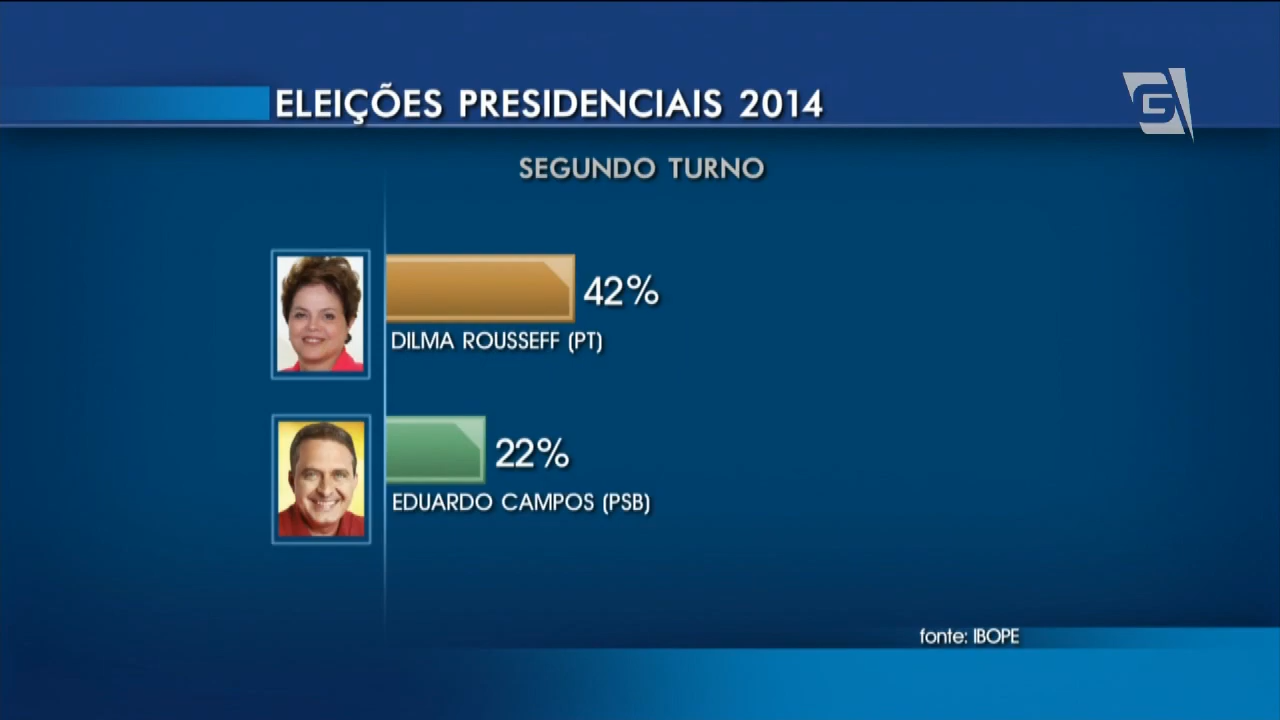 ELEIÇÕES PRESIDENCIAIS 2014
SEGUNDO TURNO
42%
DILMA ROUSSEFF (PT)
22%
EDUARDO CAMPOS (PSB)
fonte: IBOPE